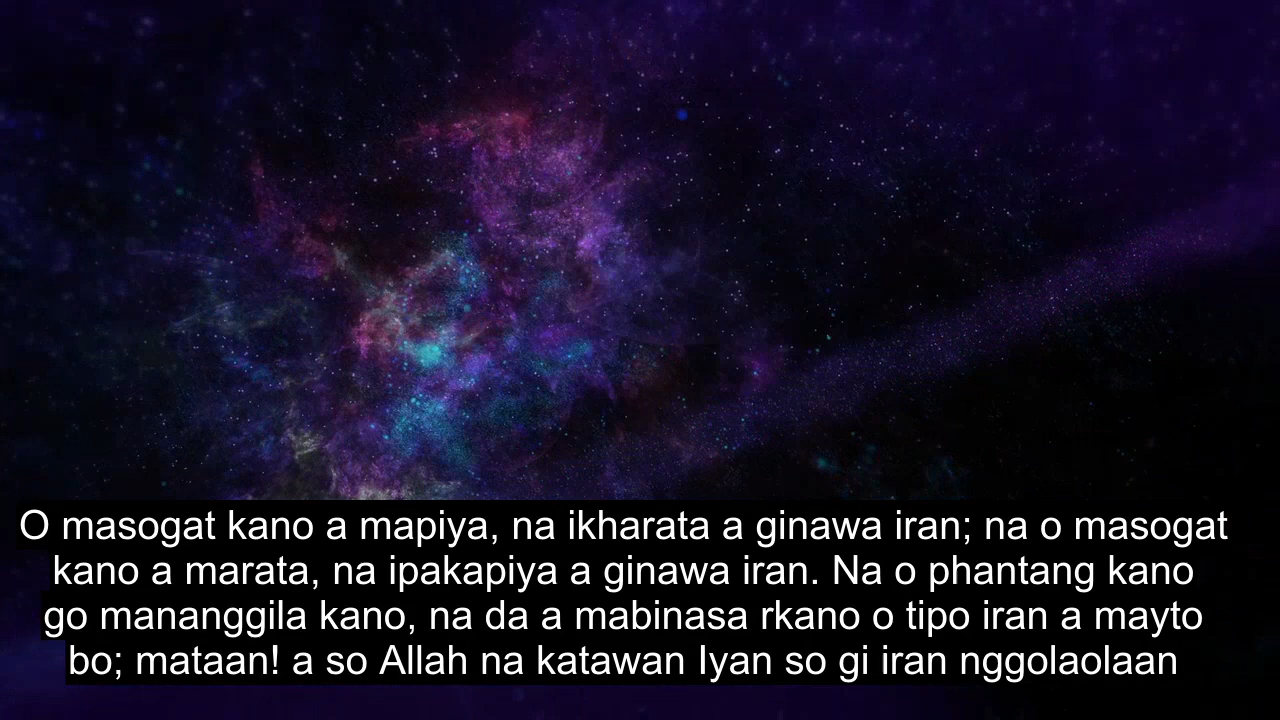 O masogat kano a mapiya, na ikharata a ginawa iran; na o masogat
kano a marata, na ipakapiya a ginawa iran. Na o phantang kano
go mananggila kano, na da a mabinasa rkano o tipo iran a mayto
bo; mataan! a so Allah na katawan Iyan so gi iran nggolaolaan